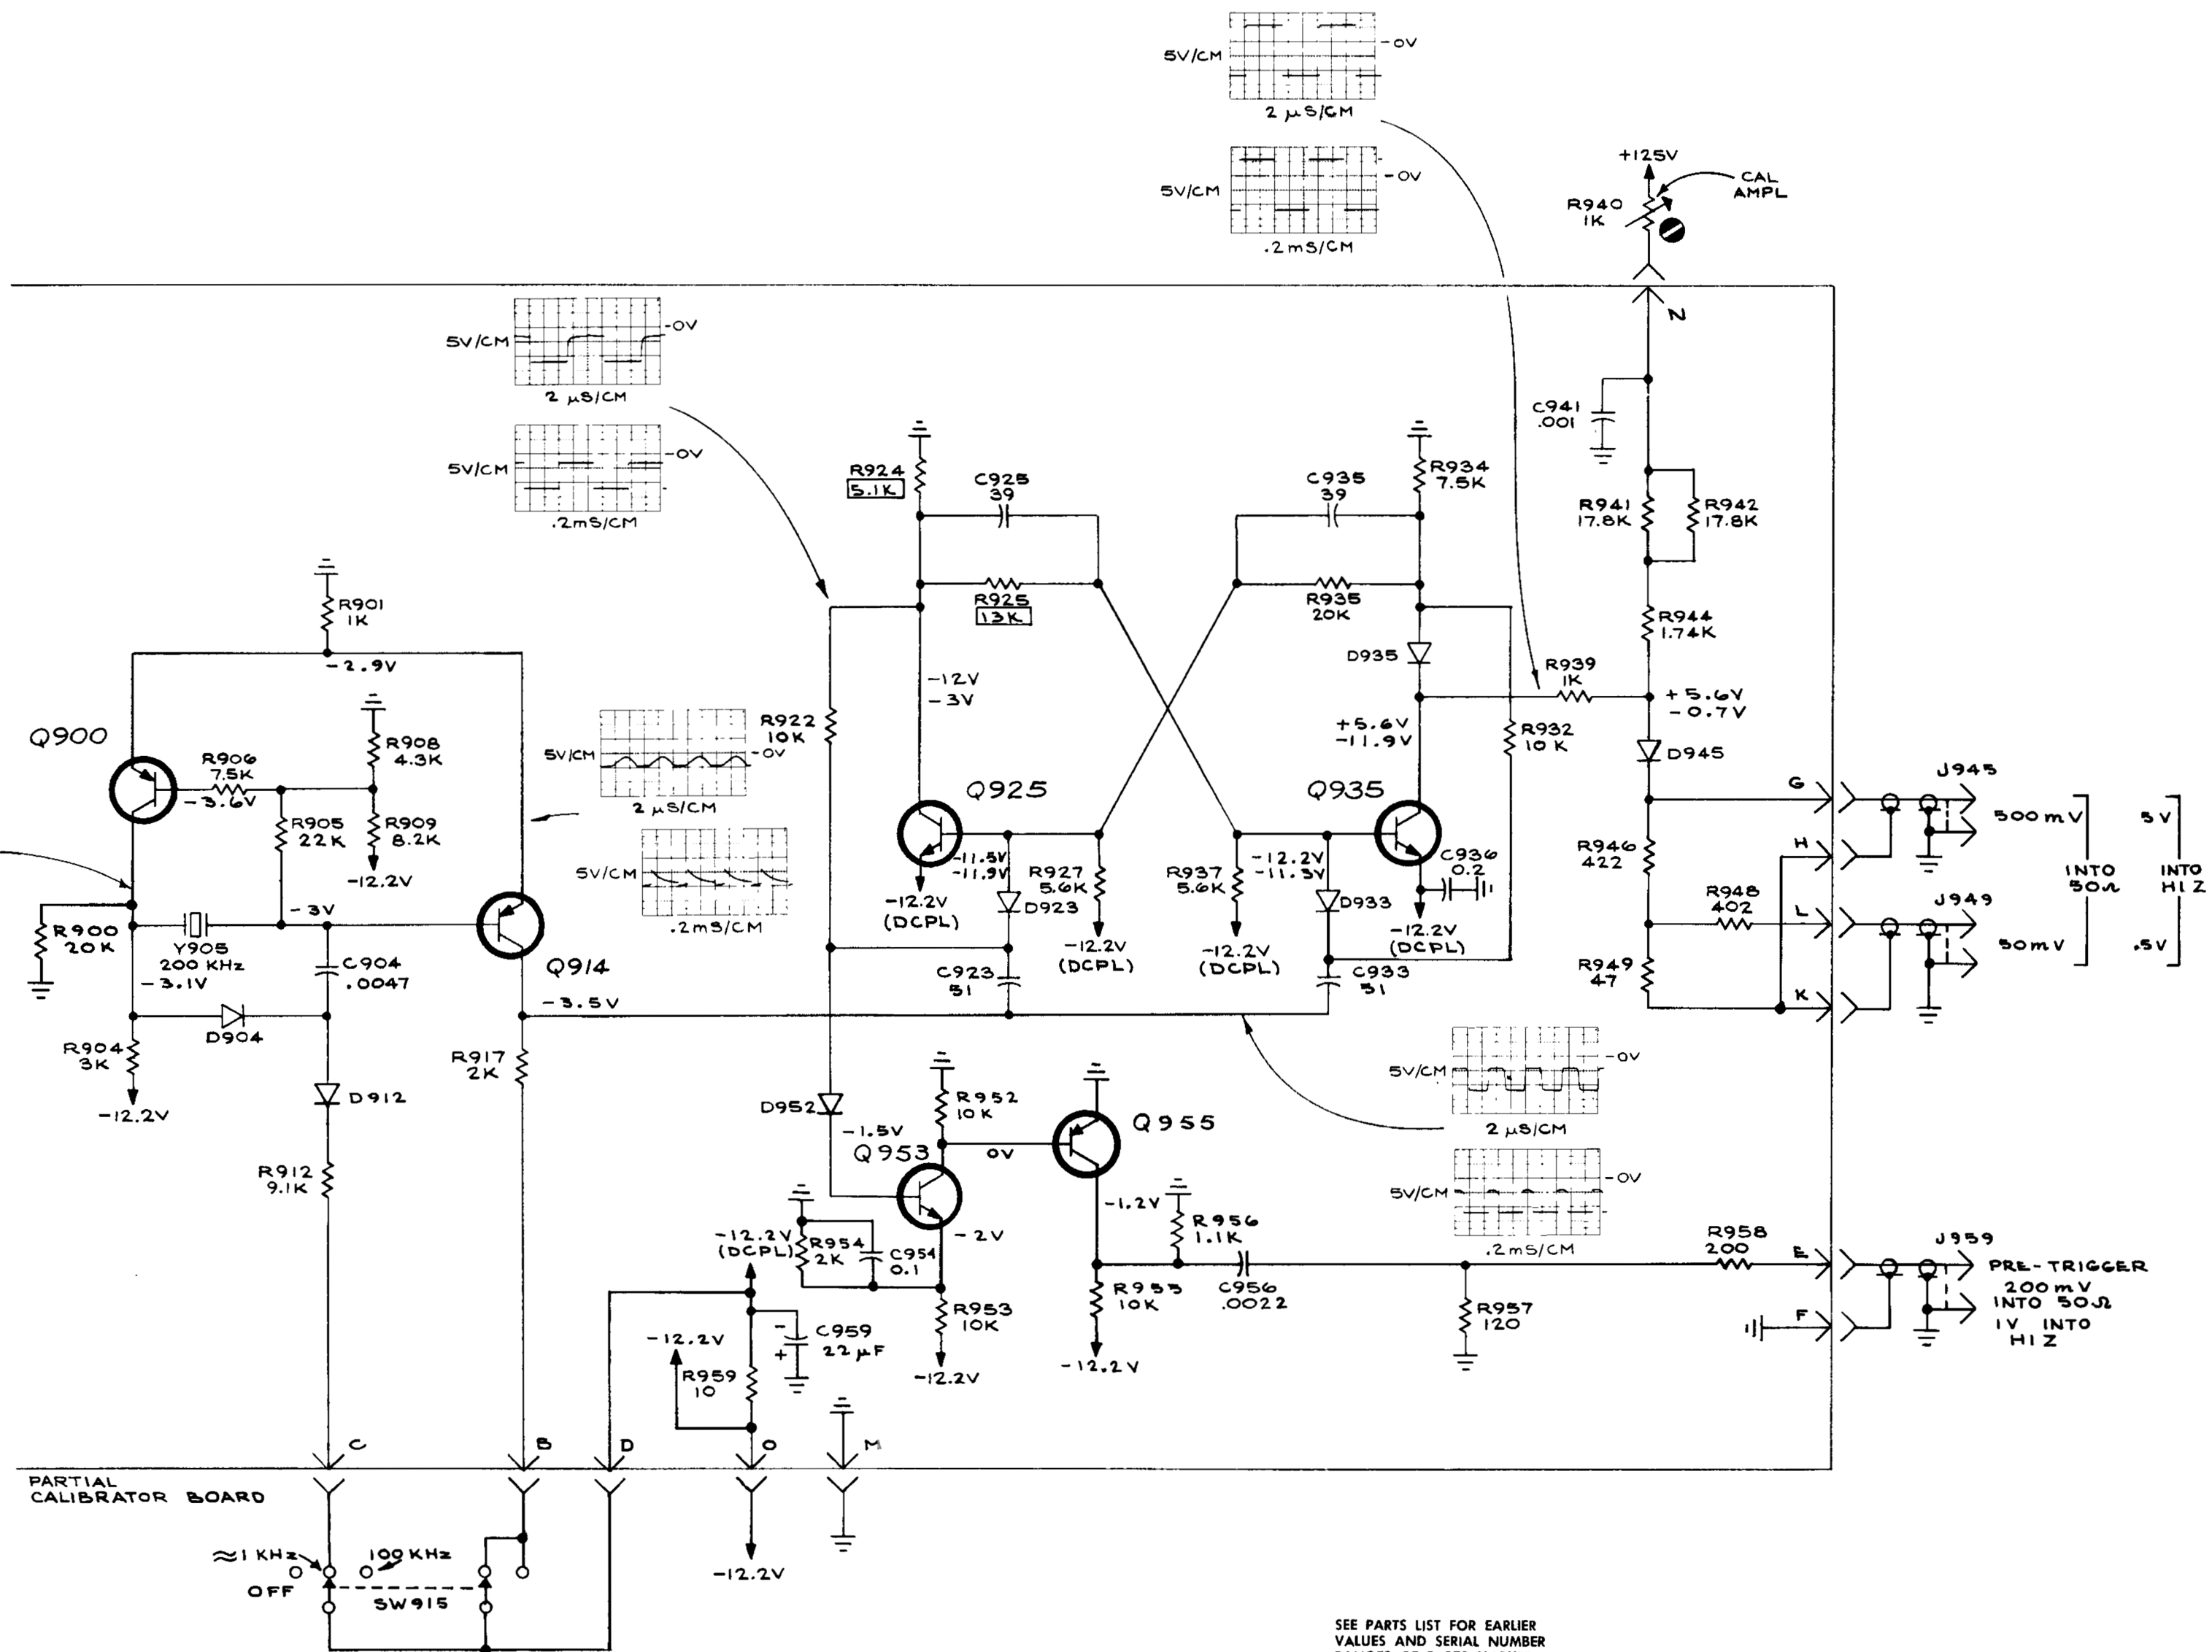 5V/CM
-OV
2 µS/CM
5V/CM
-OV
.2mS/CM
+125V
CAL
AMPL
R940
1K
N
5V/CM
-OV
2 µS/CM
5V/CM
-OV
.2mS/CM
C941
.001
R941
17.8K
R942
17.8K
R944
1.74K
R924
5.1K
C925
39
R925
13K
C935
39
R934
7.5K
R935
20K
D935
R939
1K
+5.6V
-0.7V
D945
R901
1K
-2.9V
-12V
-3V
+5.6V
-11.9V
R932
10K
Q900
R906
7.5K
-3.6V
R908
4.3K
R905
22K
R909
8.2K
-12.2V
5V/CM
-OV
2 µS/CM
5V/CM
.2mS/CM
R922
10K
Q925
Q935
-11.5V
-11.9V
-12.2V
(DCPL)
D923
R927
5.6K
-12.2V
(DCPL)
R937
5.6K
-12.2V
(DCPL)
-12.2V
-11.3V
D933
C936
0.2
-12.2V
(DCPL)
G
J945
500mV
5V
H
R946
422
R948
402
L
J949
INTO
50Ω
INTO
HI Z
50mV
.5V
R949
47
K
R900
20K
Y905
200 KHz
-3V
-3.1V
C904
.0047
Q914
-3.5V
C923
51
C933
51
R904
3K
-12.2V
D904
D912
R917
2K
R912
9.1K
D952
R952
10K
-1.5V
Q953
OV
Q955
5V/CM
-OV
2 µS/CM
5V/CM
-OV
.2mS/CM
-12.2V
(DCPL)
R954
2K
C954
0.1
-2V
-1.2V
R956
1.1K
R953
10K
-12.2V
R955
10K
-12.2V
C956
.0022
R957
120
R958
200
E
J959
PRE-TRIGGER
200mV
INTO 50Ω
1V INTO
HI Z
F
-12.2V
R959
10
C959
22 µF
-
+
C
B
D
O
M
PARTIAL
CALIBRATOR BOARD
≈1 KHz
100 KHz
OFF
SW915
-12.2V
SEE PARTS LIST FOR EARLIER
VALUES AND SERIAL NUMBER